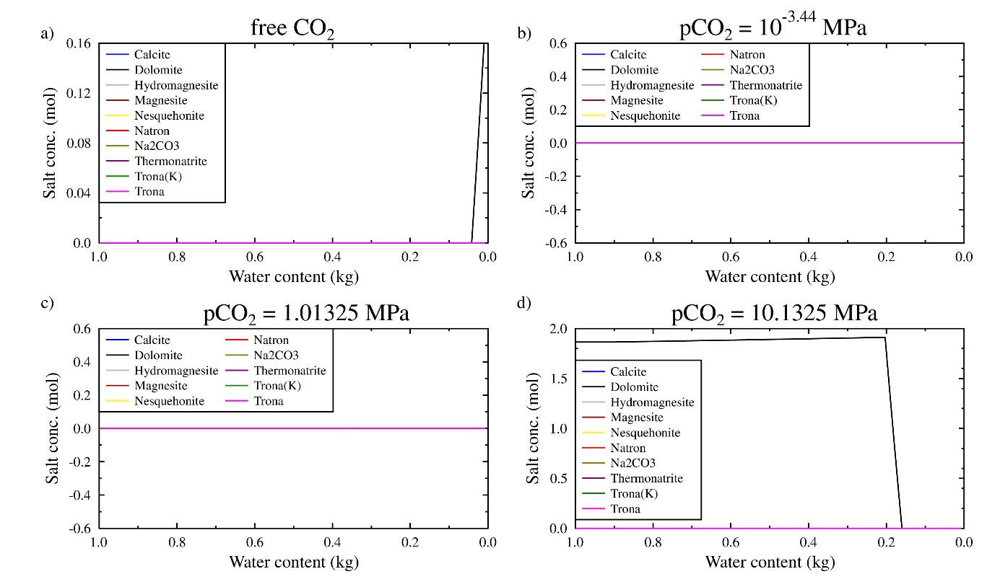 a)
free CO₂
Salt conc. (mol)
0.16
0.12
0.08
0.04
0.0
Calcite
Dolomite
Hydromagnesite
Magnesite
Nesquehonite
Natron
Na2CO3
Thermonatrite
Trona(K)
Trona
1.0 0.8 0.6 0.4 0.2 0.0
Water content (kg)
b)
pCO₂ = 10⁻³·⁴⁴ MPa
Salt conc. (mol)
0.6
0.4
0.2
0.0
-0.2
-0.4
-0.6
Calcite Natron
Dolomite Na2CO3
Hydromagnesite Thermonatrite
Magnesite Trona(K)
Nesquehonite Trona
1.0 0.8 0.6 0.4 0.2 0.0
Water content (kg)
c)
pCO₂ = 1.01325 MPa
Salt conc. (mol)
0.6
0.4
0.2
0.0
-0.2
-0.4
-0.6
Calcite Natron
Dolomite Na2CO3
Hydromagnesite Thermonatrite
Magnesite Trona(K)
Nesquehonite Trona
1.0 0.8 0.6 0.4 0.2 0.0
Water content (kg)
d)
pCO₂ = 10.1325 MPa
Salt conc. (mol)
2.0
1.5
1.0
0.5
0.0
Calcite
Dolomite
Hydromagnesite
Magnesite
Nesquehonite
Natron
Na2CO3
Thermonatrite
Trona(K)
Trona
1.0 0.8 0.6 0.4 0.2 0.0
Water content (kg)